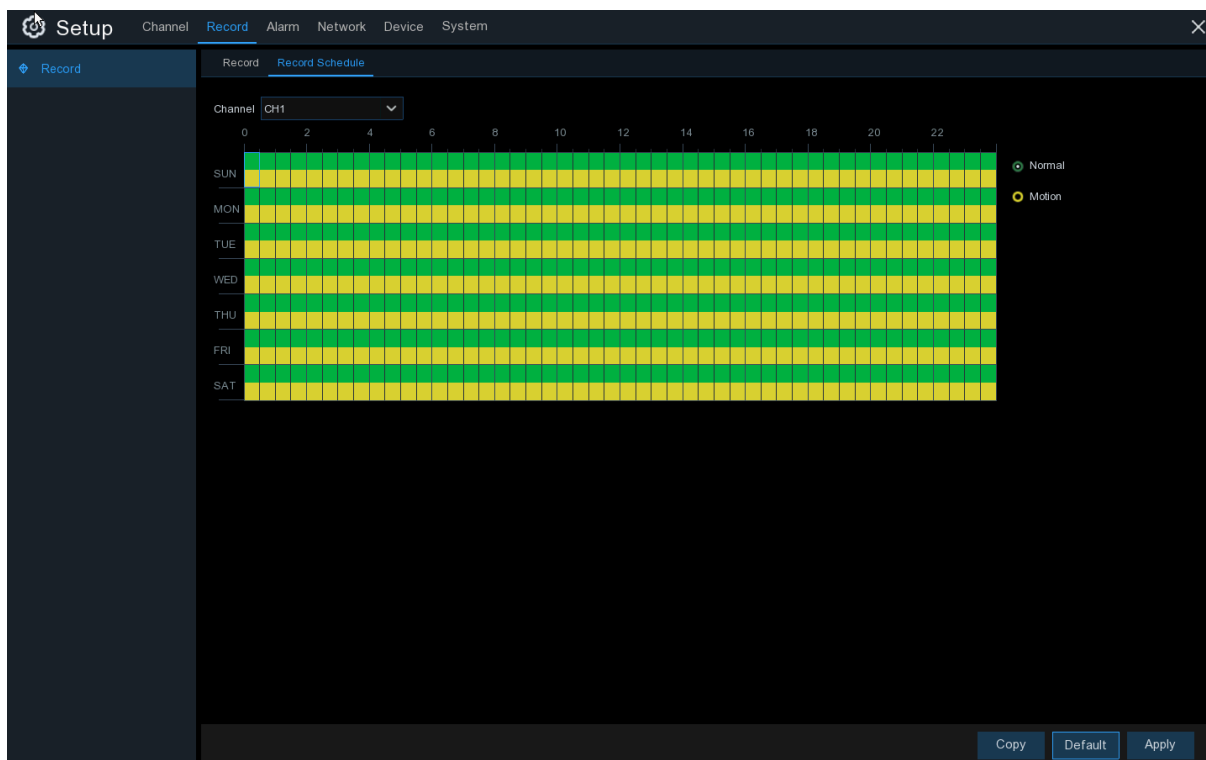 Setup Channel Record Alarm Network Device System
Record
Record Record Schedule
Channel CH1
0 2 4 6 8 10 12 14 16 18 20 22
SUN
Normal
MON
Motion
TUE
WED
THU
FRI
SAT
Copy Default Apply